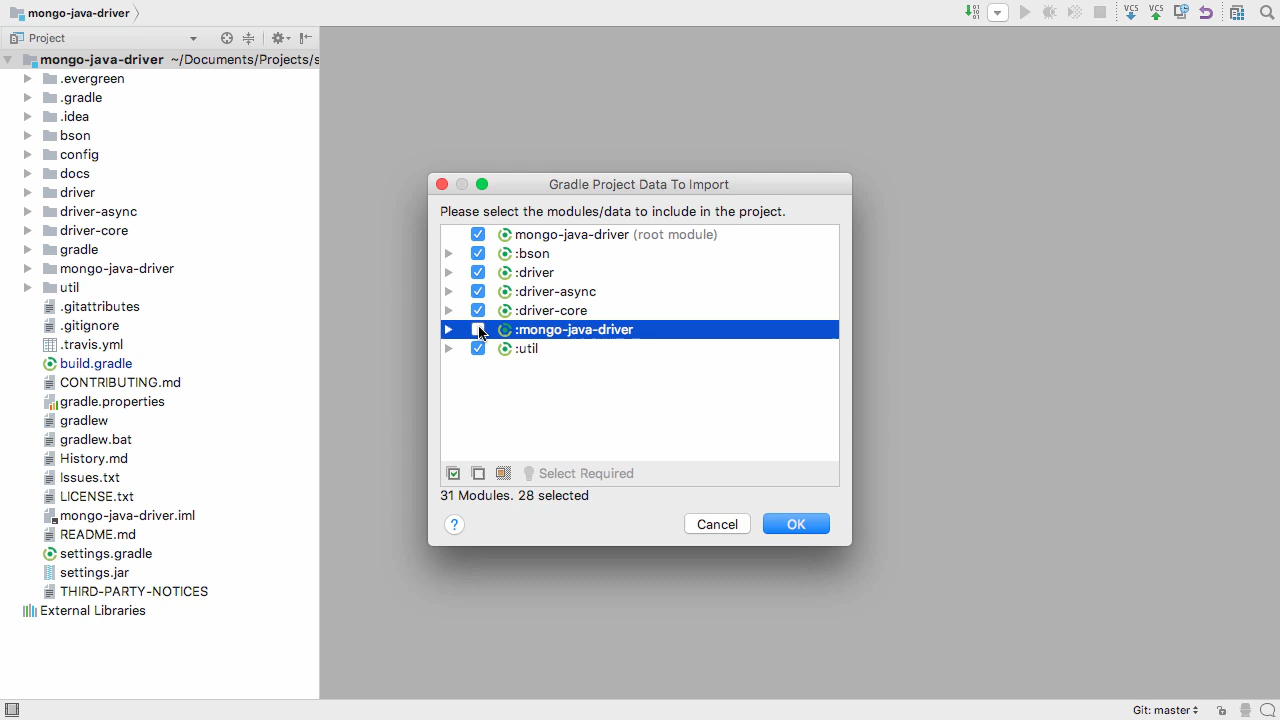 mongo-java-driver
VCS VCS
Project
mongo-java-driver ~/Documents/Projects/s
.evergreen
.gradle
.idea
bson
config
docs
driver
driver-async
driver-core
gradle
mongo-java-driver
util
.gitattributes
.gitignore
.travis.yml
build.gradle
CONTRIBUTING.md
gradle.properties
gradlew
gradlew.bat
History.md
Issues.txt
LICENSE.txt
mongo-java-driver.iml
README.md
settings.gradle
settings.jar
THIRD-PARTY-NOTICES
External Libraries
Gradle Project Data To Import
Please select the modules/data to include in the project.
mongo-java-driver (root module)
:bson
:driver
:driver-async
:driver-core
:mongo-java-driver
:util
Select Required
31 Modules. 28 selected
? Cancel OK
Git: master